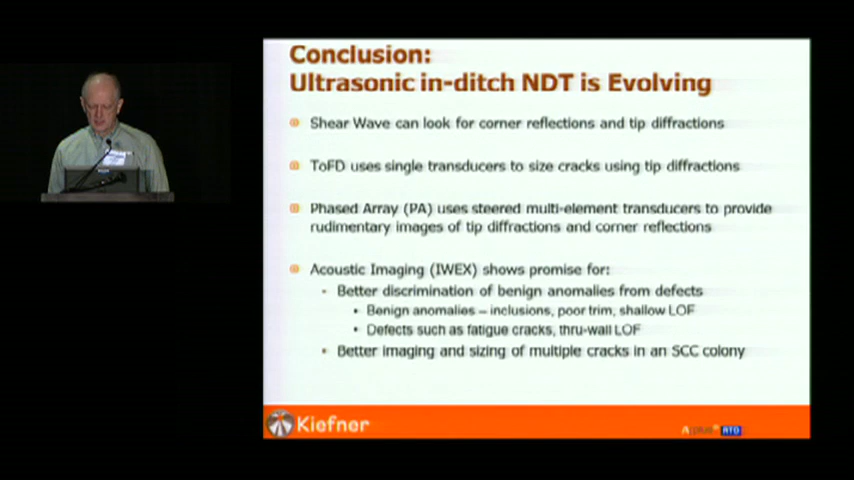 Conclusion:
Ultrasonic in-ditch NDT is Evolving
Shear Wave can look for corner reflections and tip diffractions
ToFD uses single transducers to size cracks using tip diffractions
Phased Array (PA) uses steered multi-element transducers to provide
rudimentary images of tip diffractions and corner reflections
Acoustic Imaging (IWEX) shows promise for:
- Better discrimination of benign anomalies from defects
• Benign anomalies – inclusions, poor trim, shallow LOF
• Defects such as fatigue cracks, thru-wall LOF
- Better imaging and sizing of multiple cracks in an SCC colony
Kiefner
RTD